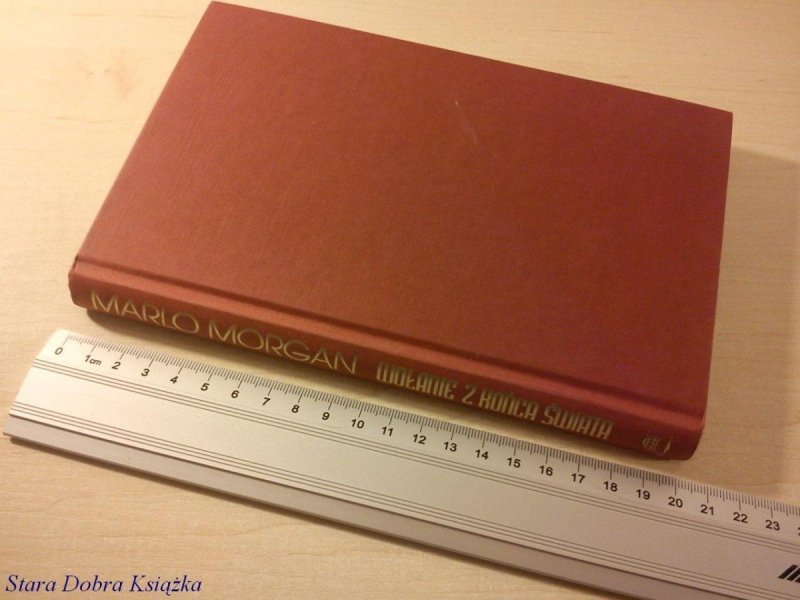 MARLO MORGAN WOŁANIE Z KOŃCA ŚWIATA
0 1cm 2 3 4 5 6 7 8 9 10 11 12 13 14 15 16 17 18 19 20 21 22 23
Stara Dobra Książka